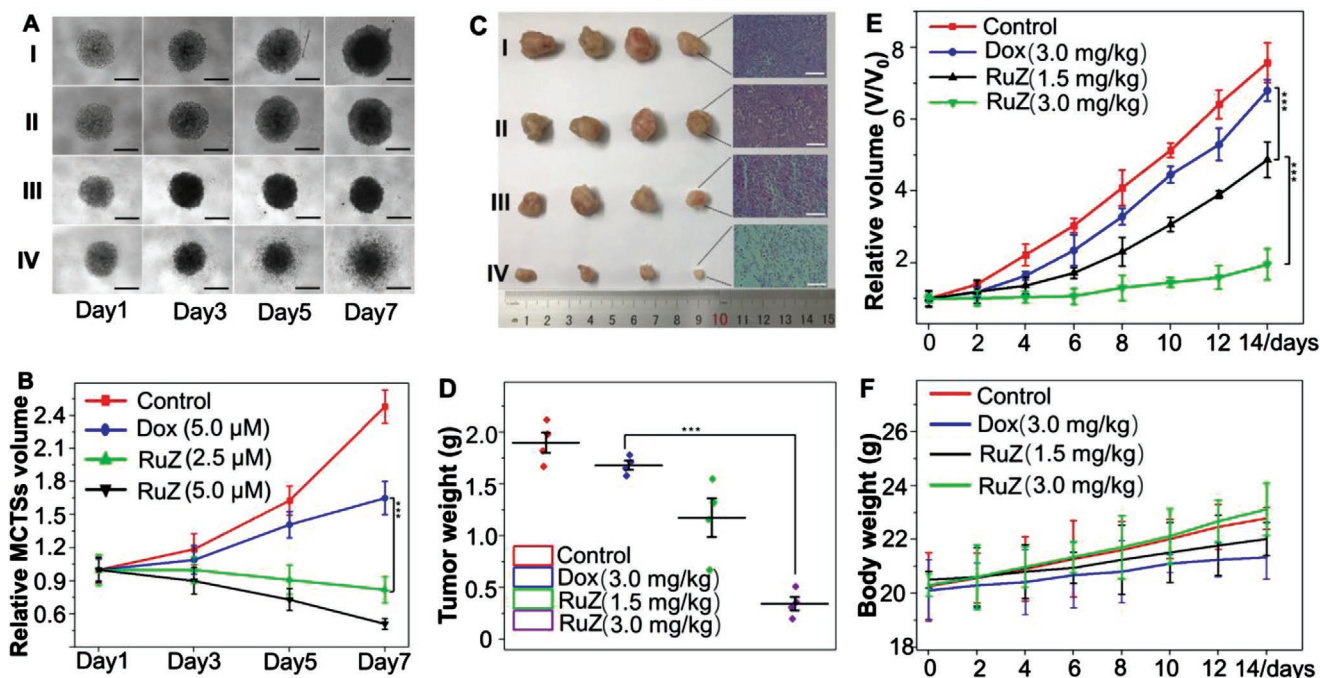 A
I
II
III
IV
Day1 Day3 Day5 Day7
B
Relative MCTSs volume
2.4
2.1
1.8
1.5
1.2
0.9
0.6
Control
Dox (5.0 μM)
RuZ (2.5 μM)
RuZ (5.0 μM)
***
Day1 Day3 Day5 Day7
C
I
II
III
IV
1 2 3 4 5 6 7 8 9 10 11 12 13 14 15
D
Tumor weight (g)
2.0
1.5
1.0
0.5
0
***
Control
Dox (3.0 mg/kg)
RuZ (1.5 mg/kg)
RuZ (3.0 mg/kg)
E
Relative volume (V/V0)
8
6
4
2
Control
Dox (3.0 mg/kg)
RuZ (1.5 mg/kg)
RuZ (3.0 mg/kg)
***
***
0 2 4 6 8 10 12 14/days
F
Body weight (g)
26
24
22
20
18
Control
Dox (3.0 mg/kg)
RuZ (1.5 mg/kg)
RuZ (3.0 mg/kg)
0 2 4 6 8 10 12 14/days